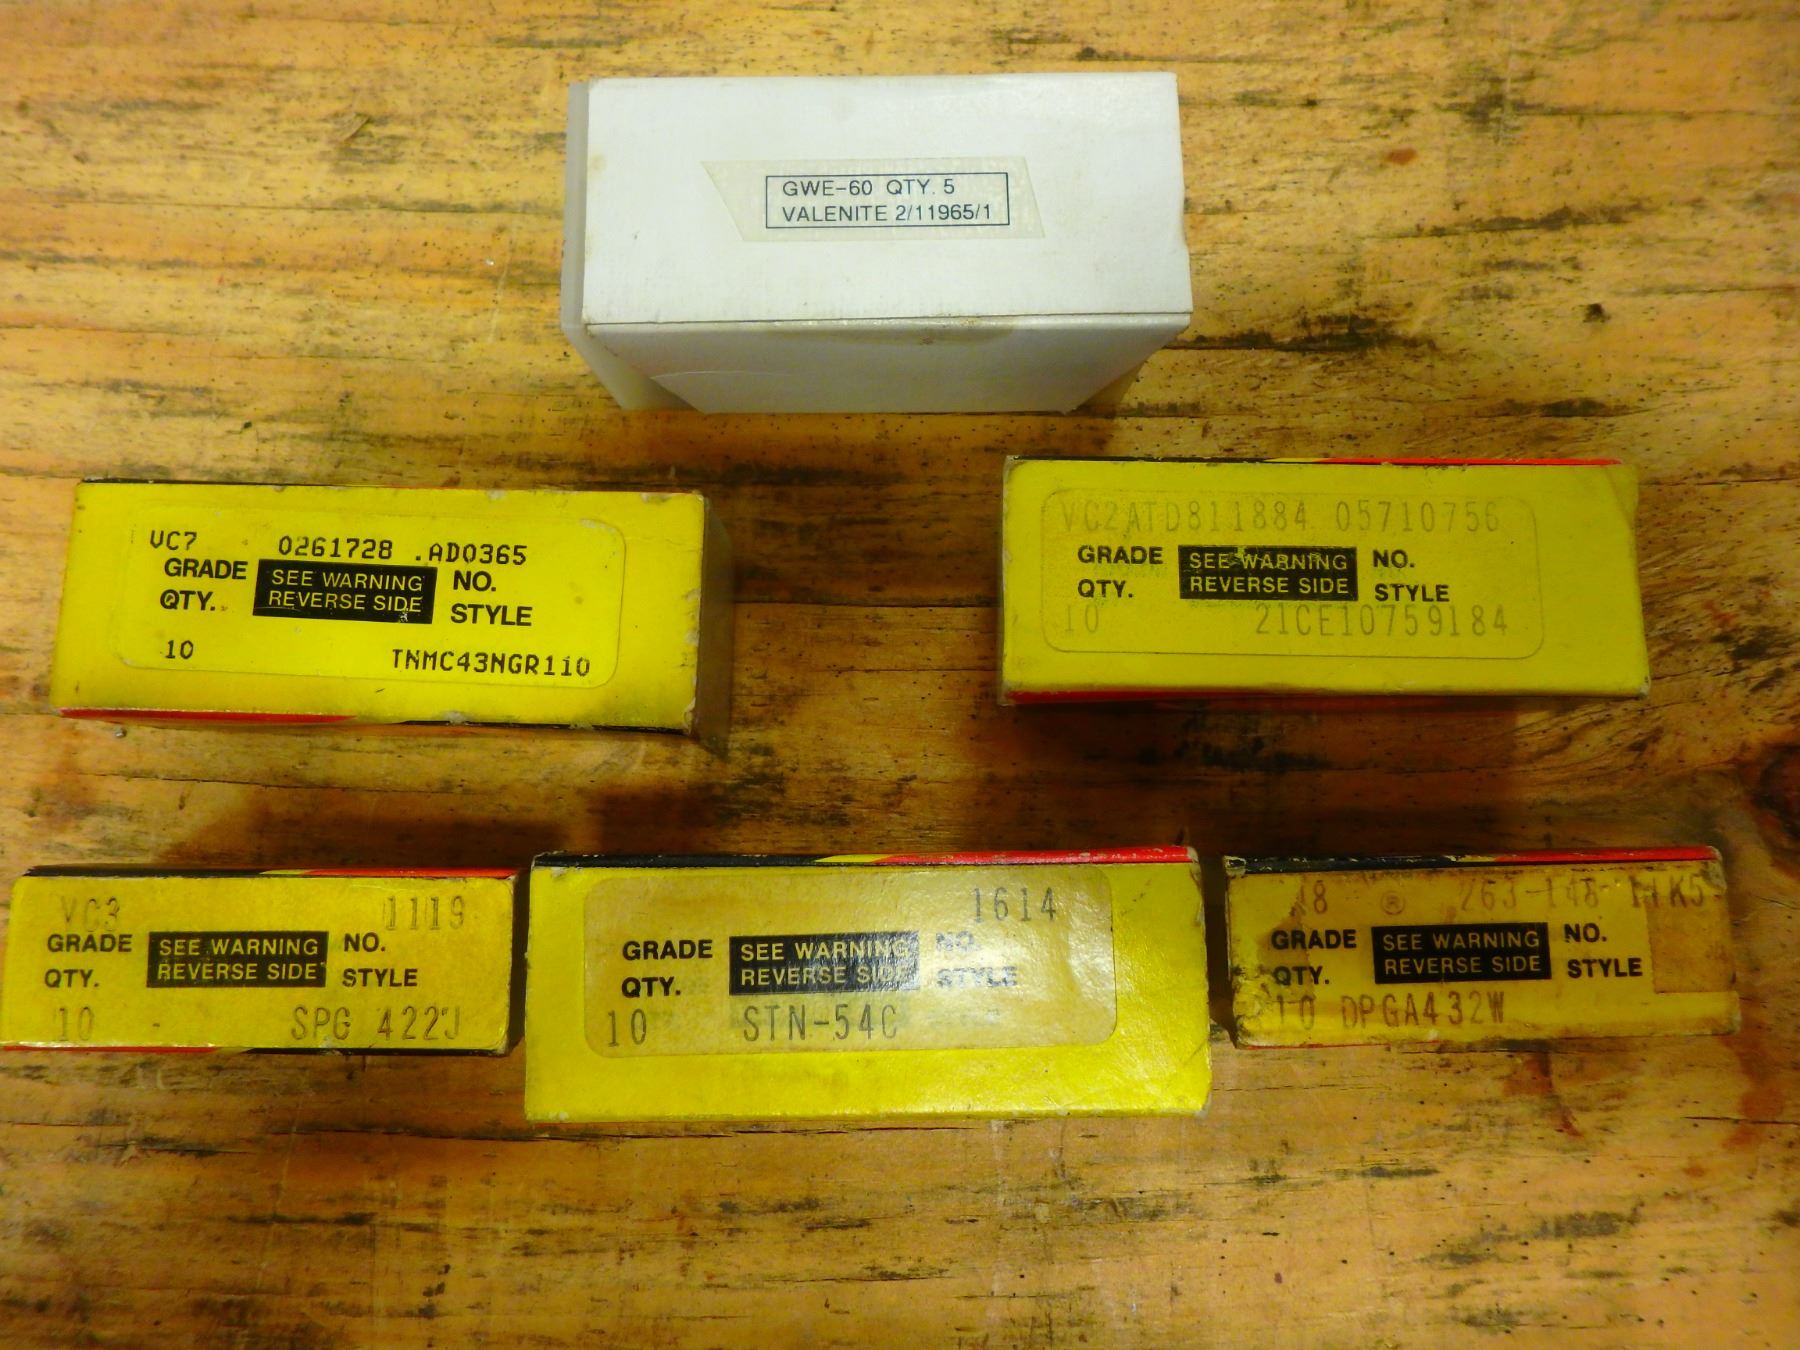 GWE-60 QTY. 5
VALENITE 2/11965/1
VC7 0261728 .AD0365
GRADE SEE WARNING NO.
QTY. REVERSE SIDE STYLE
10 TNMC43NGR110
VC2ATD811884 05710756
GRADE SEE WARNING NO.
QTY. REVERSE SIDE STYLE
10 21CE10759184
VC3 1119
GRADE SEE WARNING NO.
QTY. REVERSE SIDE STYLE
10 - SPG 422J
1614
GRADE SEE WARNING NO.
QTY. REVERSE SIDE STYLE
10 STN-54C
®
GRADE SEE WARNING NO.
QTY. REVERSE SIDE STYLE
10 DPGA432W